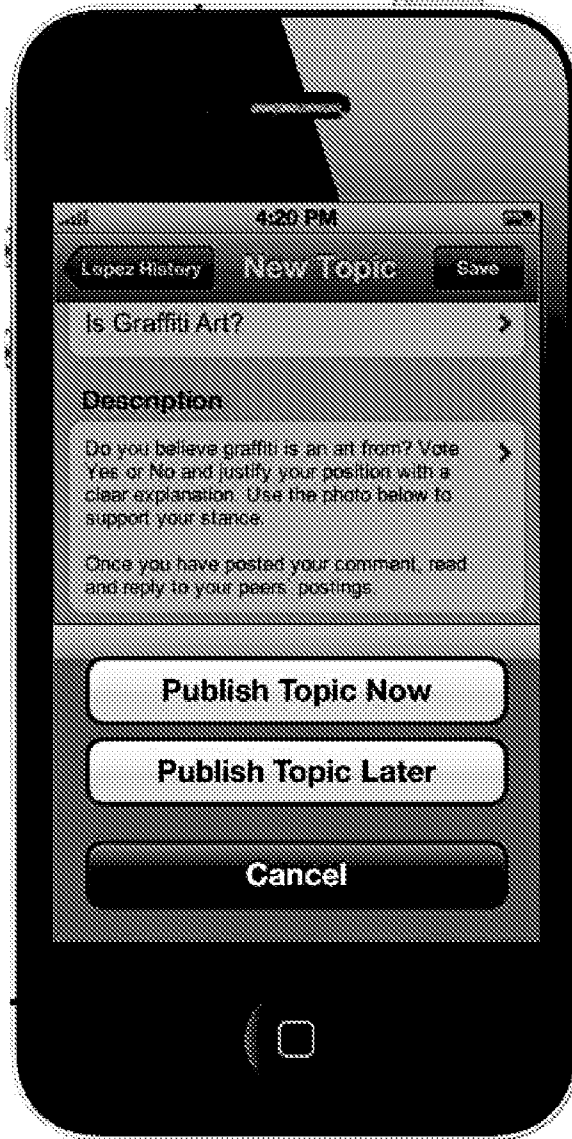 4:20 PM
Lopez History New Topic Save
Is Graffiti Art?
Description
Do you believe graffiti is an art from? Vote
Yes or No and justify your position with a
clear explanation. Use the photo below to
support your stance.
Once you have posted your comment, read
and reply to your peers' postings.
Publish Topic Now
Publish Topic Later
Cancel